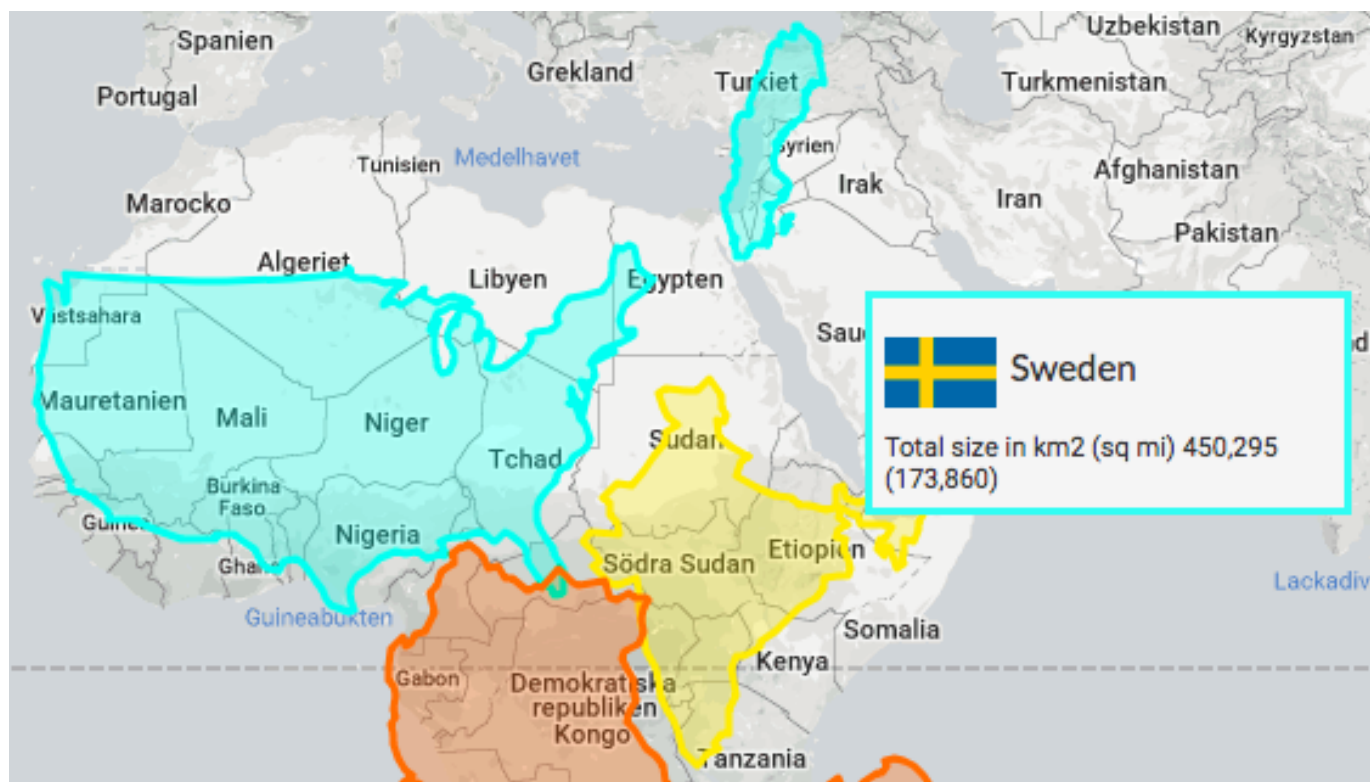 Spanien
Portugal
Grekland
Turkiet
Uzbekistan
Kyrgyzstan
Turkmenistan
Tunisien
Medelhavet
Syrien
Irak
Iran
Afghanistan
Pakistan
Marocko
Algeriet
Libyen
Egypten
Västsahara
Mauretanien
Mali
Niger
Tchad
Sudan
Sweden
Total size in km2 (sq mi) 450,295
(173,860)
Burkina
Faso
Nigeria
Ghana
Guineabukten
Södra Sudan
Etiopien
Lackadiv
Somalia
Kenya
Gabon
Demokratiska
republiken
Kongo
Tanzania